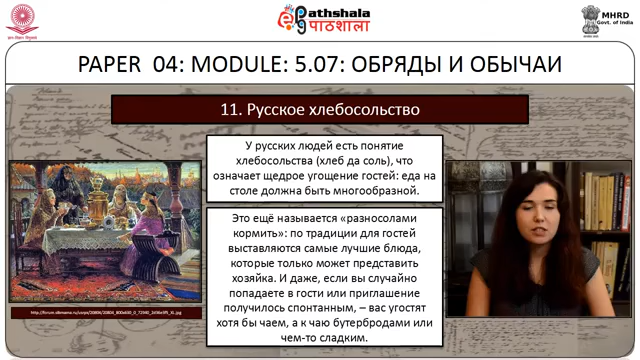 Pathshala
पाठशाला
MHRD
Govt. of India
PAPER 04: MODULE: 5.07: ОБРЯДЫ И ОБЫЧАИ
11. Русское хлебосольство
У русских людей есть понятие
хлебосольства (хлеб да соль), что
означает щедрое угощение гостей: еда на
столе должна быть многообразной.
Это ещё называется «разносолами
кормить»: по традиции для гостей
выставляются самые лучшие блюда,
которые только может представить
хозяйка. И даже, если вы случайно
попадаете в гости или приглашение
получилось спонтанным, – вас угостят
хотя бы чаем, а к чаю бутербродами или
чем-то сладким.